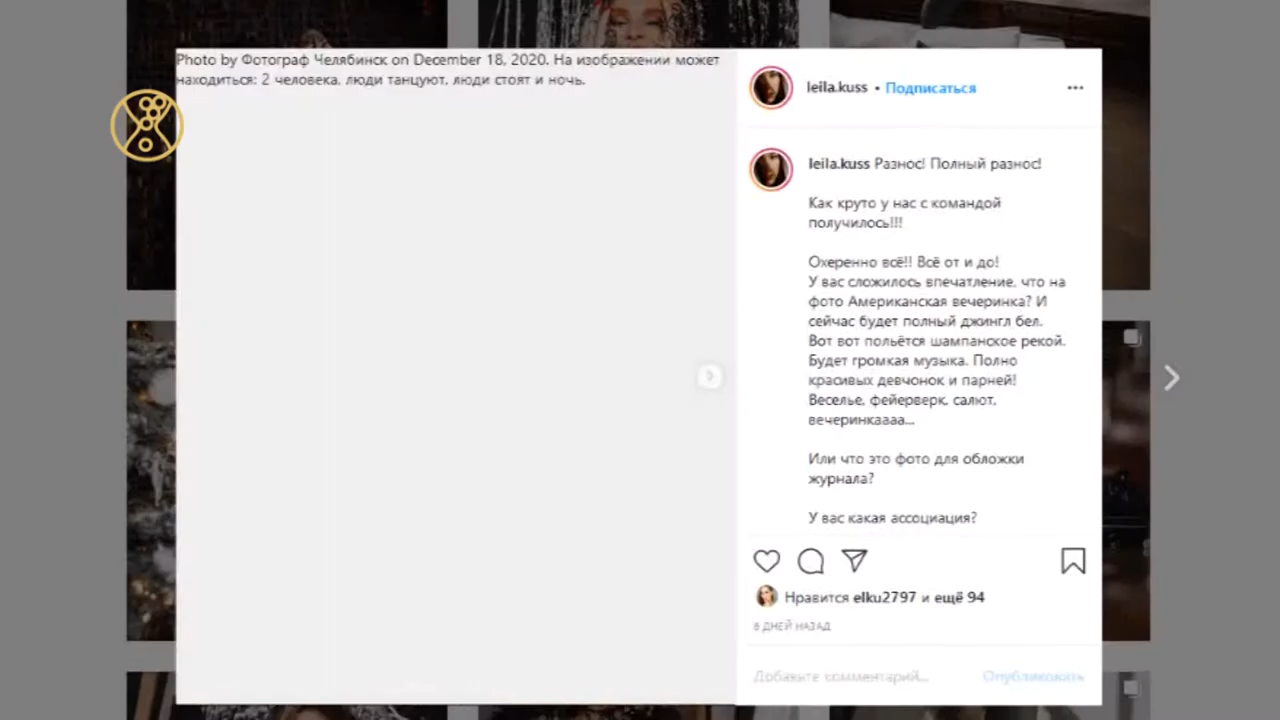 Photo by Фотограф Челябинск on December 18, 2020. На изображении может
находиться: 2 человека, люди танцуют, люди стоят и ночь.
leila.kuss • Подписаться
leila.kuss Разнос! Полный разнос!
Как круто у нас с командой
получилось!!!
Охеренно всё!! Всё от и до!
У вас сложилось впечатление, что на
фото Американская вечеринка? И
сейчас будет полный джингл бел.
Вот вот польётся шампанское рекой.
Будет громкая музыка. Полно
красивых девчонок и парней!
Веселье, фейерверк, салют,
вечеринкаааа...
Или что это фото для обложки
журнала?
У вас какая ассоциация?
Нравится elku2797 и ещё 94
6 ДНЕЙ НАЗАД
Добавьте комментарий...
Опубликовать